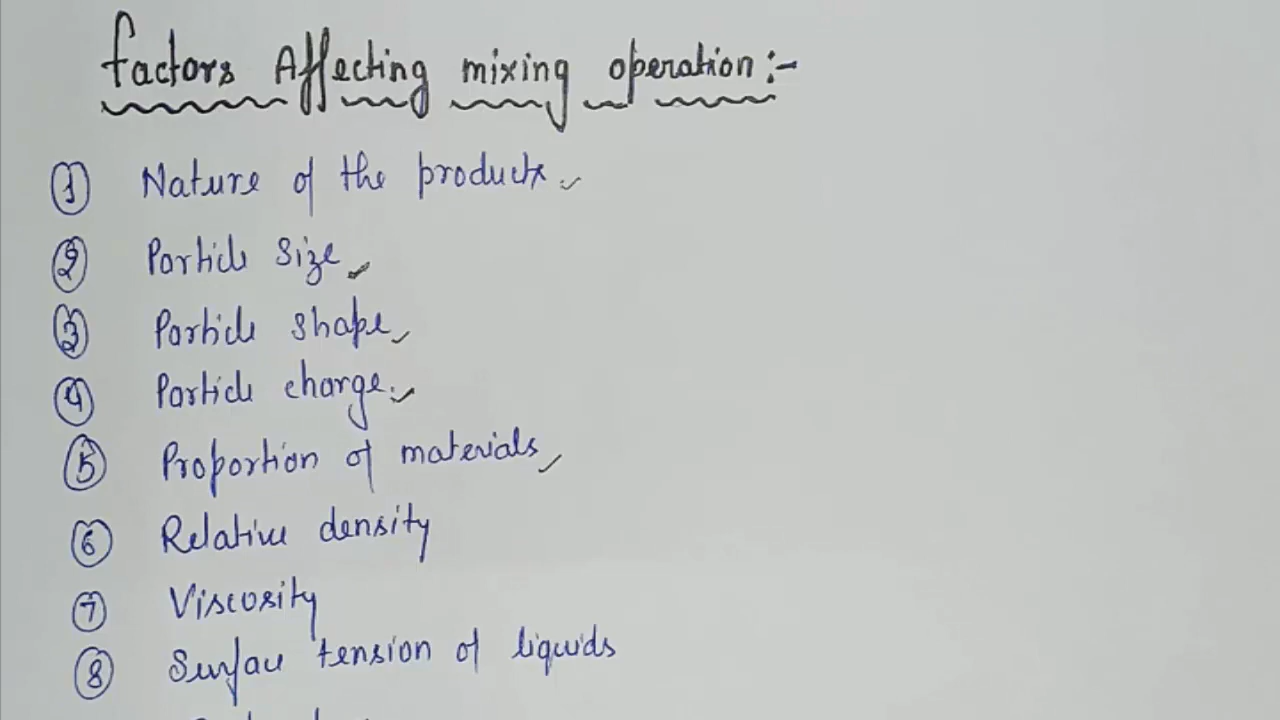 Factors Affecting mixing operation :-
① Nature of the products
② Particle size
③ Particle shape
④ Particle charge.
⑤ Proportion of materials
⑥ Relative density
⑦ Viscosity
⑧ Surface tension of liquids